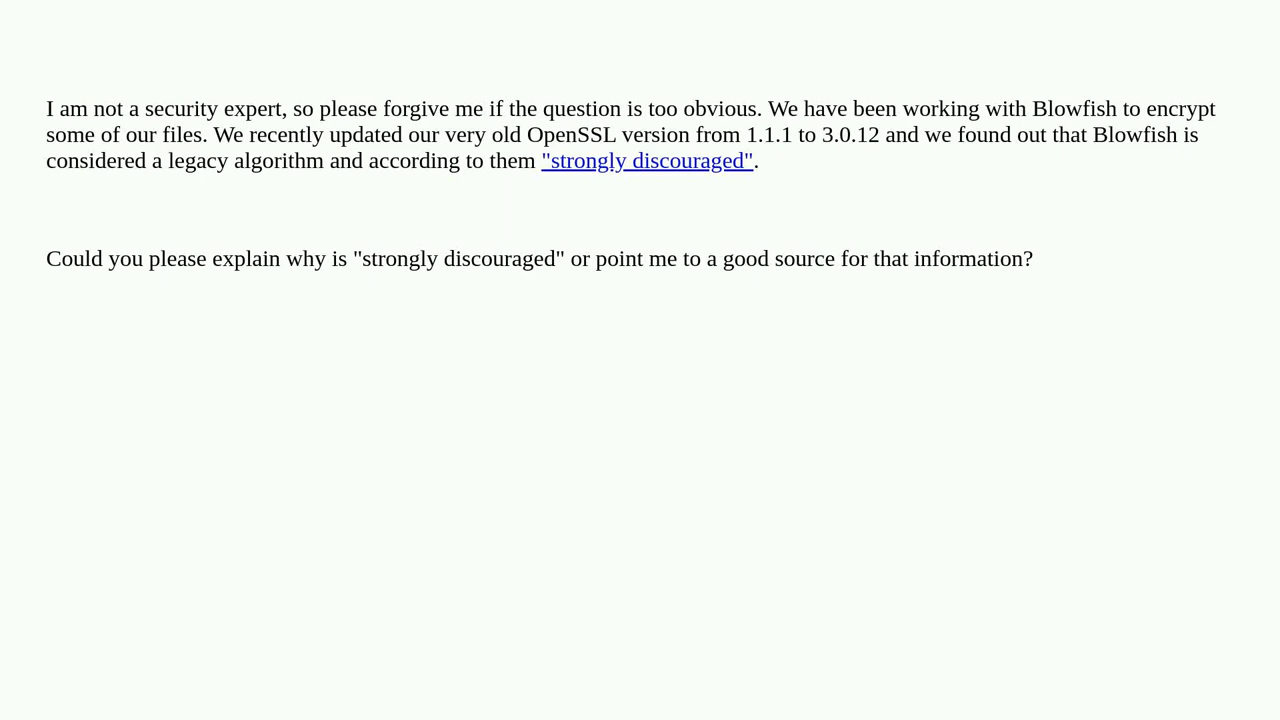 I am not a security expert, so please forgive me if the question is too obvious. We have been working with Blowfish to encrypt
some of our files. We recently updated our very old OpenSSL version from 1.1.1 to 3.0.12 and we found out that Blowfish is
considered a legacy algorithm and according to them "strongly discouraged".
Could you please explain why is "strongly discouraged" or point me to a good source for that information?